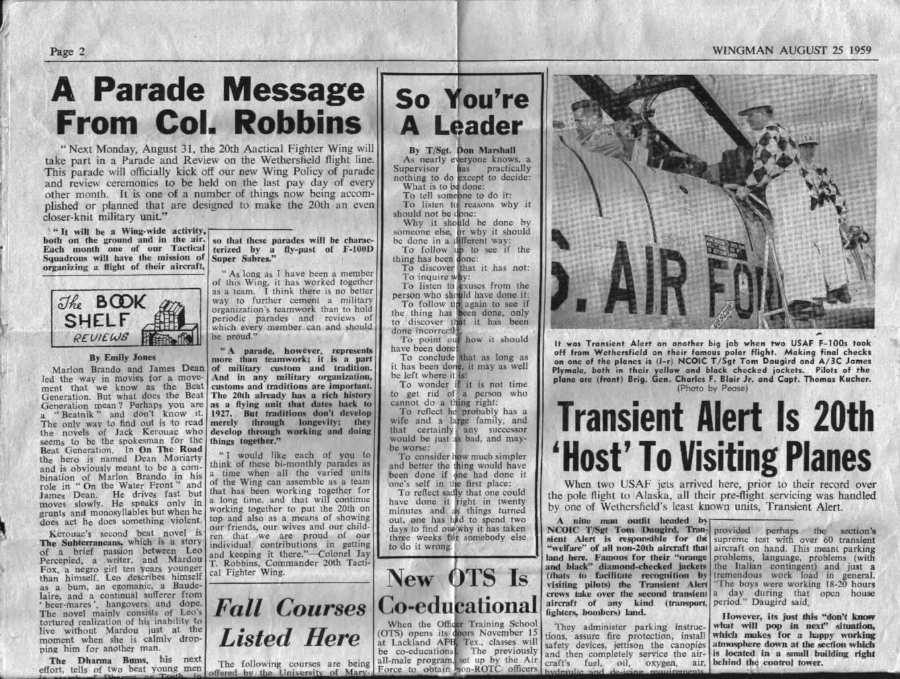 Page 2
WINGMAN AUGUST 25 1959
A Parade Message
From Col. Robbins
"Next Monday, August 31, the 20th Aactical Fighter Wing will
take part in a Parade and Review on the Wethersfield flight line.
This parade will officially kick off our new Wing Policy of parade
and review ceremonies to be held on the last pay day of every
other month. It is one of a number of things now being accom-
plished or planned that are designed to make the 20th an even
closer-knit military unit."
"It will be a Wing-wide activity,
both on the ground and in the air.
Each month one of our Tactical
Squadrons will have the mission of
organizing a flight of their aircraft,
so that these parades will be charac-
terized by a fly-past of F-100D
Super Sabres."
"As long as I have been a member
of this Wing, it has worked together
as a team. I think there is no better
way to further cement a military
organization's teamwork than to hold
periodic parades and reviews of
which every member can and should
be proud."
"A parade, however, represents
more than teamwork; it is a part
of military custom and tradition.
And in any military organization,
customs and traditions are important.
The 20th already has a rich history
as a flying unit that dates back to
1927. But traditions don't develop
merely through longevity; they
develop through working and doing
things together."
"I would like each of you to
think of these bi-monthly parades as
a time when all the varied units
of the Wing can assemble as a team
that has been working together for
a long time, and that will continue
working together to put the 20th on
top and also as a means of showing
our friends, our wives and our child-
ren that we are proud of our
individual contributions in getting
and keeping it there."—Colonel Jay
T. Robbins, Commander 20th Tacti-
cal Fighter Wing.
The BOOK
SHELF
REVIEWS
By Emily Jones
Marlon Brando and James Dean
led the way in movies for a move-
ment that we know as the Beat
Generation. But what does the Beat
Generation mean? Perhaps you are
a "Beatnik" and don't know it.
The only way to find out is to read
the novels of Jack Kerouac who
seems to be the spokesman for the
Beat Generation. In On The Road
the hero is named Dean Moriarty
and is obviously meant to be a com-
bination of Marlon Brando in his
role in "On the Water Front" and
James Dean. He drives fast but
moves slowly. He speaks only in
grunts and monosyllables but when he
does act he does something violent.
Kerouac's second beat novel is
The Subterraneans, which is a story
of a brief passion between Leo
Percepied, a writer, and Mardou
Fox, a negro girl ten years younger
than himself. Leo describes himself
as a bum, an egomaniac, a Baude-
laire, and a continual sufferer from
'beer-mares', hangovers and dope.
The novel mainly consists of Leo's
tortured realization of his inability to
live without Mardou just at the
moment when she is calmly drop-
ping him for another man.
The Dharma Bums, his next
effort, tells of two beat young men
Fall Courses
Listed Here
The following courses are being
offered by the University of Mary-
So You're
A Leader
By T/Sgt. Don Marshall
As nearly everyone knows, a
Supervisor has practically
nothing to do except to decide:
What is to be done:
To tell someone to do it:
To listen to reasons why it
should not be done:
Why it should be done by
someone else, or why it should
be done in a different way:
To follow up to see if the
thing has been done:
To discover that it has not:
To inquire why:
To listen to exuses from the
person who should have done it:
To follow up again to see if
the thing has been done, only
to discover that it has been
done incorrectly:
To point out how it should
have been done:
To conclude that as long as
it has been done, it may as well
be left where it is:
To wonder if it is not time
to get rid of a person who
cannot do a thing right:
To reflect he probably has a
wife and a large family, and
that certainly any successor
would be just as bad, and may-
be worse:
To consider how much simpler
and better the thing would have
been done if one had done it
one's self in the first place:
To reflect sadly that one could
have done it right in twenty
minutes and as things turned
out, one has had to spend two
days to find out why it has taken
three weeks for somebody else
to do it wrong.
New OTS Is
Co-educational
When the Officer Training School
(OTS) opens its doors November 15
at Lackland AFB, Tex., classes will
be co-educational. The previously
all-male program, set up by the Air
Force to obtain non-ROTC officers
S. AIR FO
It was Transient Alert on another big job when two USAF F-100s took
off from Wethersfield on their famous polar flight. Making final checks
on one of the planes is (l-r) NCOIC T/Sgt Tom Daugird and A/3C James
Plymale, both in their yellow and black checked jackets. Pilots of the
plane are (front) Brig. Gen. Charles F. Blair Jr. and Capt. Thomas Kucher.
(Photo by Peose)
Transient Alert Is 20th
'Host' To Visiting Planes
When two USAF jets arrived here, prior to their record over
the pole flight to Alaska, all their pre-flight servicing was handled
by one of Wethersfield's least known units, Transient Alert.
A nine man outfit headed by
NCOIC T/Sgt Tom Daugird, Tran-
sient Alert is responsible for the
"welfare" of all non-20th aircraft that
land here. Famous for their "orange
and black" diamond-checked jackets
(thats to facilitate recognition by
visiting pilots) the Transient Alert
crews take over the second transient
aircraft of any kind (transport,
fighters, bombers) land.
They administer parking instruc-
tions, assure fire protection, install
safety devices, jettison the canopies
and then completely service the air-
craft's fuel, oil, oxygen, air,
hydraulic and de-icing requirements.
provided perhaps the section's
supreme test with over 60 transient
aircraft on hand. This meant parking
problems, language problems (with
the Italian contingent) and just a
tremendous work load in general.
"The boys were working 18-20 hours
a day during that open house
period." Daugird said.
However, its just this "don't know
what will pop in next" situation,
which makes for a happy working
atmosphere down at the section which
is located in a small building right
behind the control tower.